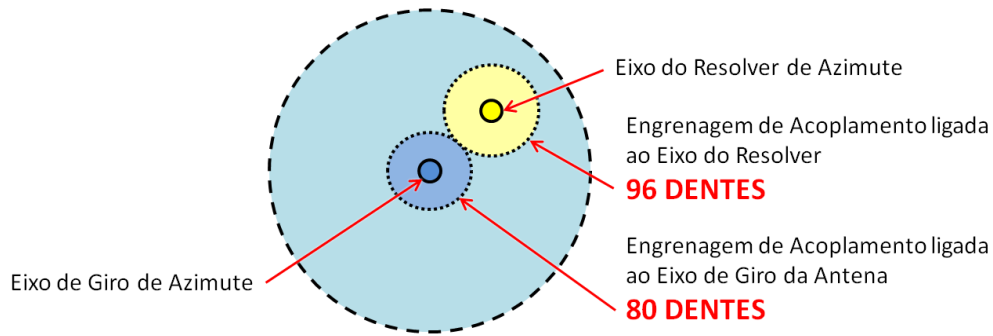 Eixo do Resolver de Azimute
Engrenagem de Acoplamento ligada
ao Eixo do Resolver
96 DENTES
Engrenagem de Acoplamento ligada
ao Eixo de Giro da Antena
80 DENTES
Eixo de Giro de Azimute